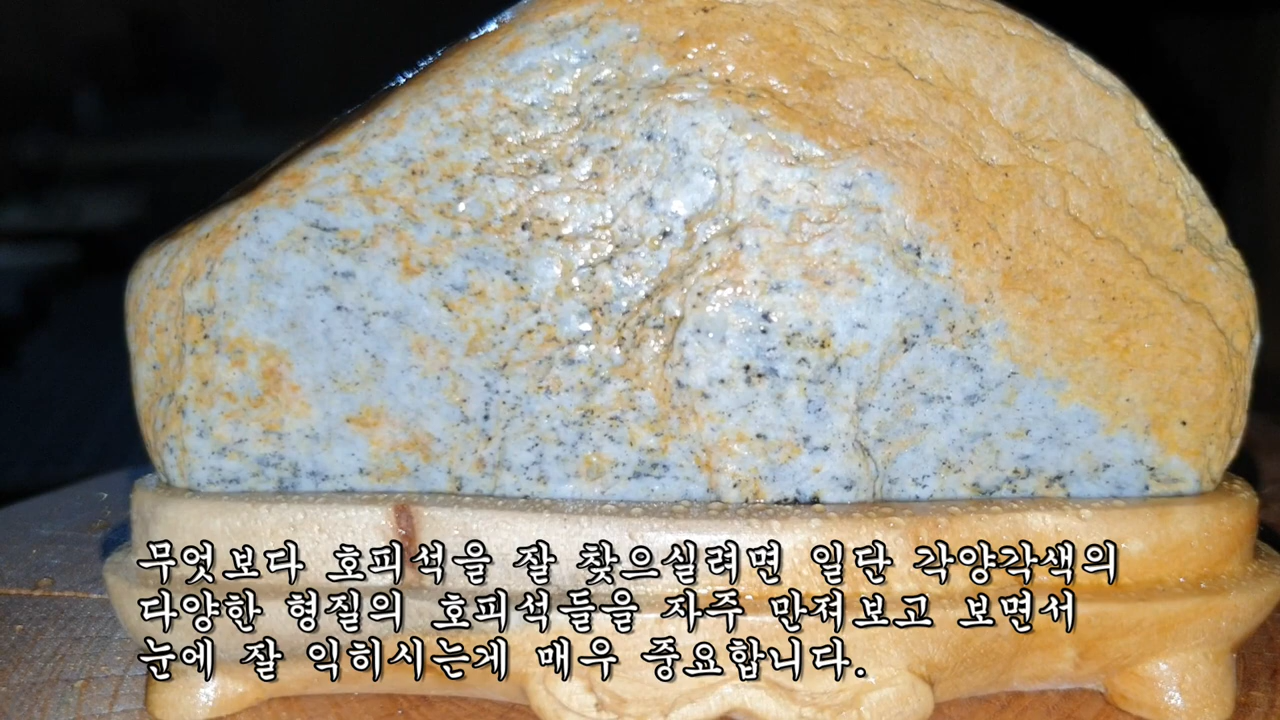 무엇보다 호피석을 잘 찾으실려면 일단 각양각색의
다양한 형질의 호피석들을 자주 만져보고 보면서
눈에 잘 익히시는게 매우 중요합니다.